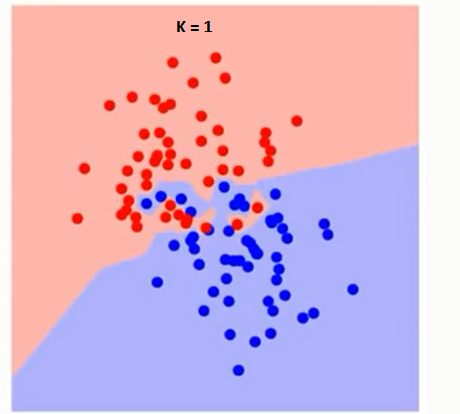 K = 1